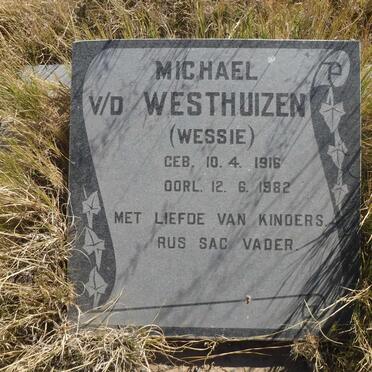 MICHAEL
V/D WESTHUIZEN
(WESSIE)
GEB. 10. 4. 1916
OORL. 12. 6. 1982
MET LIEFDE VAN KINDERS.
RUS SAG VADER.